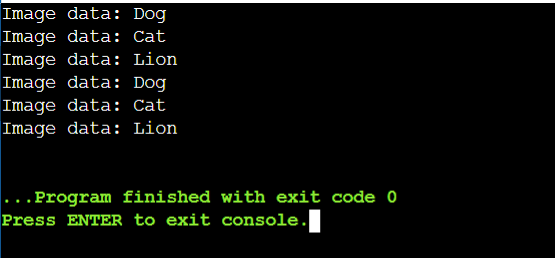 Image data: Dog
Image data: Cat
Image data: Lion
Image data: Dog
Image data: Cat
Image data: Lion
...Program finished with exit code 0
Press ENTER to exit console.